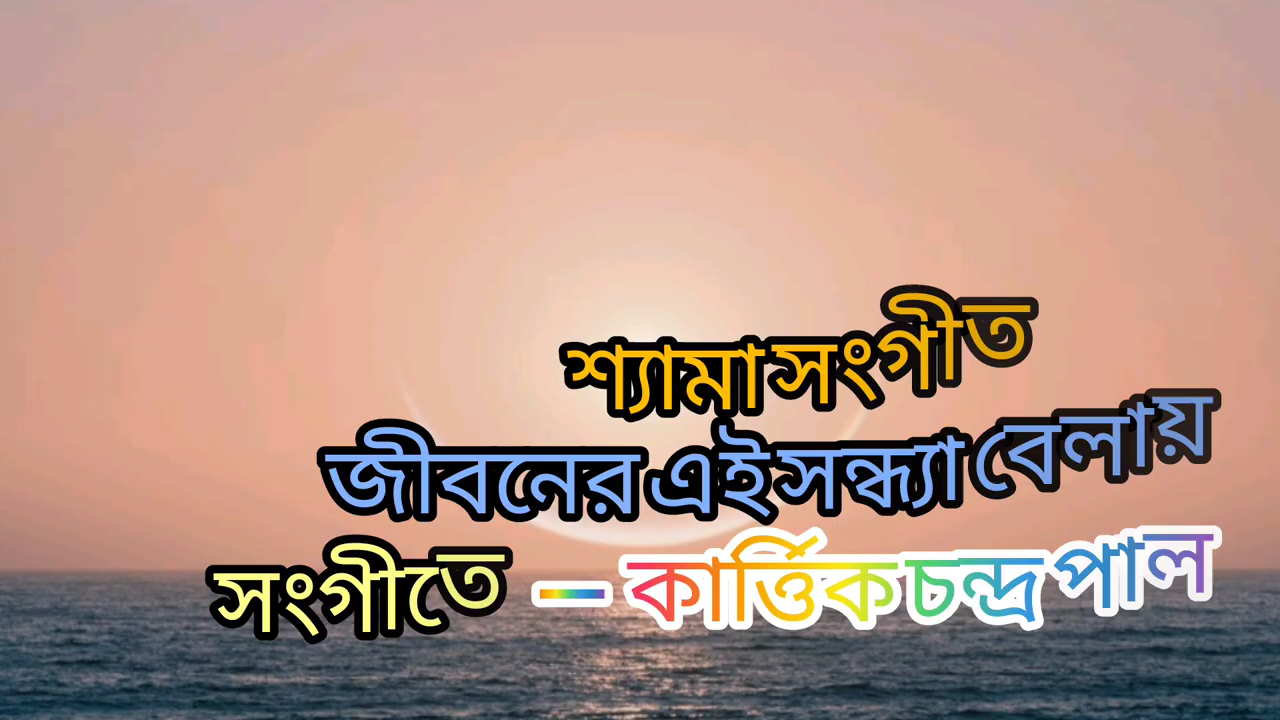 শ্যামা সংগীত
জীবনের এই সন্ধ্যা বেলায়
সংগীতে – কার্ত্তিক চন্দ্র পাল